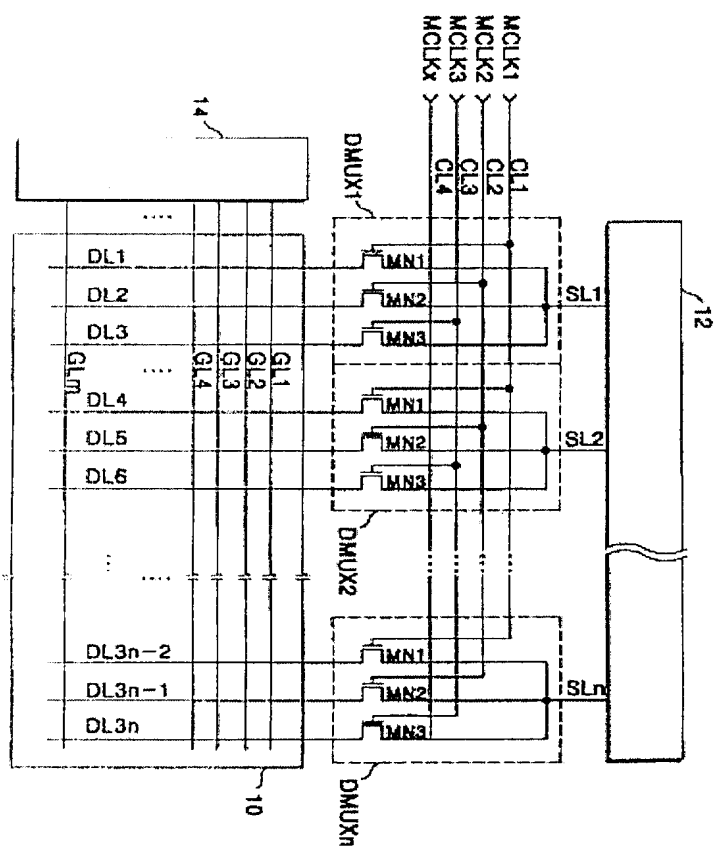 MCLK1
MCLK2
MCLK3
MCLKx
CL1
CL2
CL3
CL4
14
DMUX1
12
DL1
MN1
DL2
MN2
SL1
DL3
MN3
GL1
GL2
GL3
GL4
GLm
....
....
DL4
MN1
DL5
MN2
SL2
DL6
MN3
DMUX2
...
....
DL3n-2
MN1
DL3n-1
MN2
SLn
DL3n
MN3
10
DMUXn